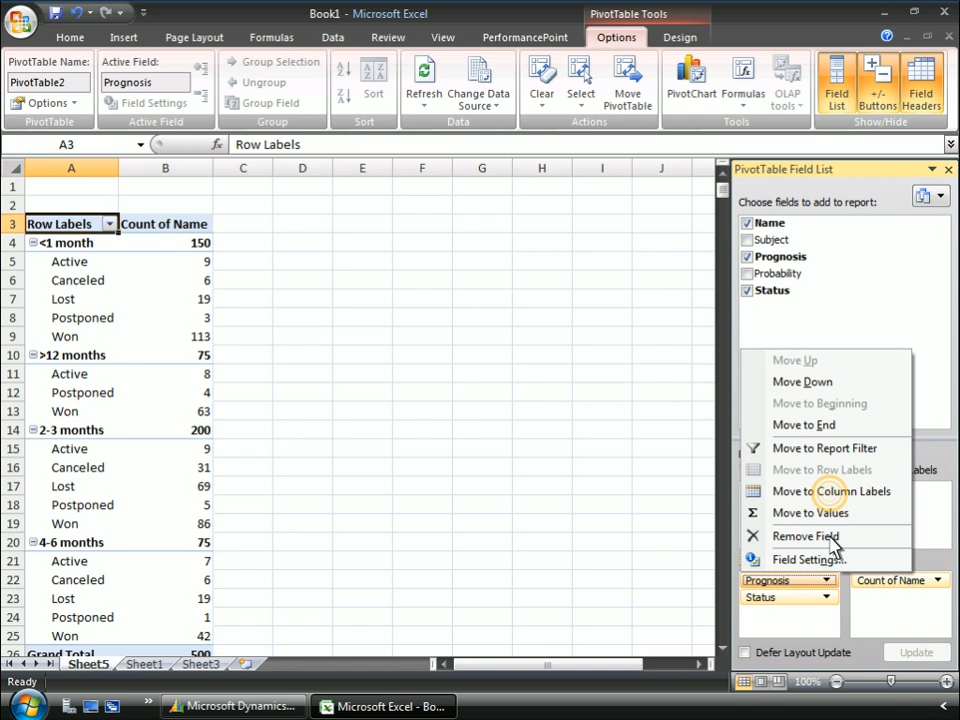 Book1 - Microsoft Excel
PivotTable Tools
Home
Insert
Page Layout
Formulas
Data
Review
View
PerformancePoint
Options
Design
PivotTable Name:
PivotTable2
Options
PivotTable
Active Field:
Prognosis
Field Settings
Active Field
Group Selection
Ungroup
Group Field
Group
Sort
Sort
Refresh
Change Data Source
Data
Clear
Select
Move PivotTable
Actions
PivotChart
Formulas
OLAP tools
Tools
Field List
+/- Buttons
Field Headers
Show/Hide
A3
fx
Row Labels
A B C D E F G H I J
1
2
3 Row Labels Count of Name
4 <1 month 150
5 Active 9
6 Canceled 6
7 Lost 19
8 Postponed 3
9 Won 113
10 >12 months 75
11 Active 8
12 Postponed 4
13 Won 63
14 2-3 months 200
15 Active 9
16 Canceled 31
17 Lost 69
18 Postponed 5
19 Won 86
20 4-6 months 75
21 Active 7
22 Canceled 6
23 Lost 19
24 Postponed 1
25 Won 42
26 Grand Total 500
Sheet5
Sheet1
Sheet3
PivotTable Field List
Choose fields to add to report:
Name
Subject
Prognosis
Probability
Status
Move Up
Move Down
Move to Beginning
Move to End
Move to Report Filter
Move to Row Labels
Move to Column Labels
Move to Values
Remove Field
Field Settings...
Prognosis
Status
Count of Name
Defer Layout Update
Update
Ready
100%
Microsoft Dynamics...
Microsoft Excel - Bo...